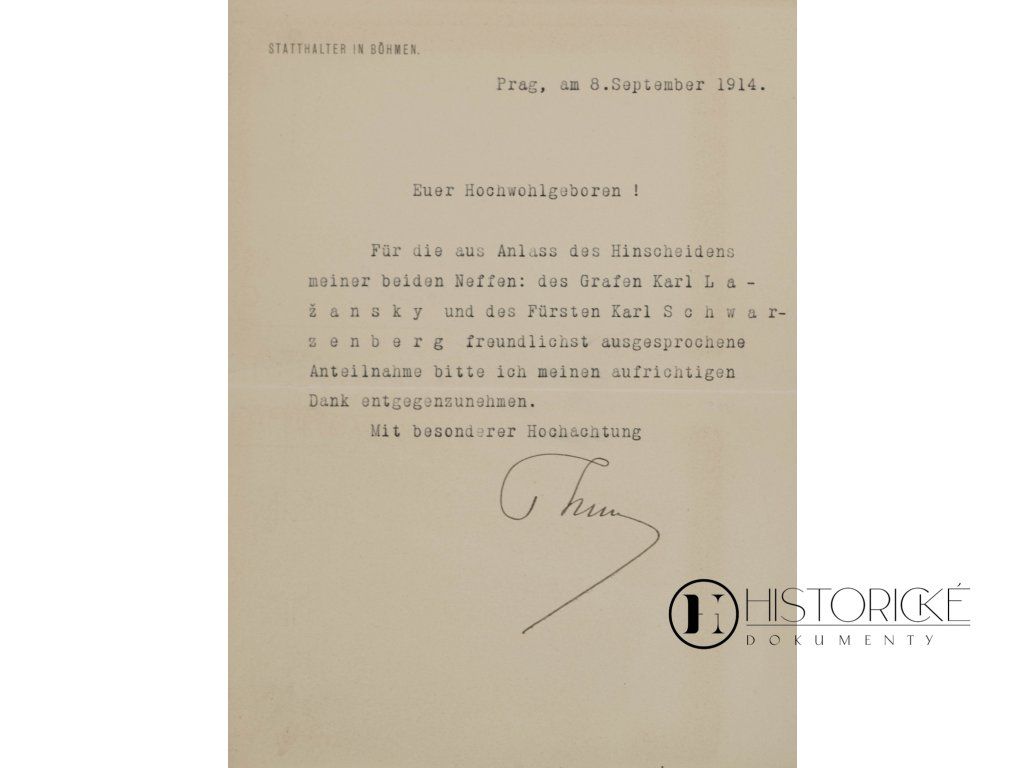 STATTHALTER IN BÖHMEN.
Prag, am 8.September 1914.
Euer Hochwohlgeboren !
Für die aus Anlass des Hinscheidens
meiner beiden Neffen: des Grafen Karl L a -
ž a n s k y und des Fürsten Karl S c h w a r-
z e n b e r g freundlichst ausgesprochene
Anteilnahme bitte ich meinen aufrichtigen
Dank entgegenzunehmen.
Mit besonderer Hochachtung
Thun
H HISTORICKÉ
DOKUMENTY